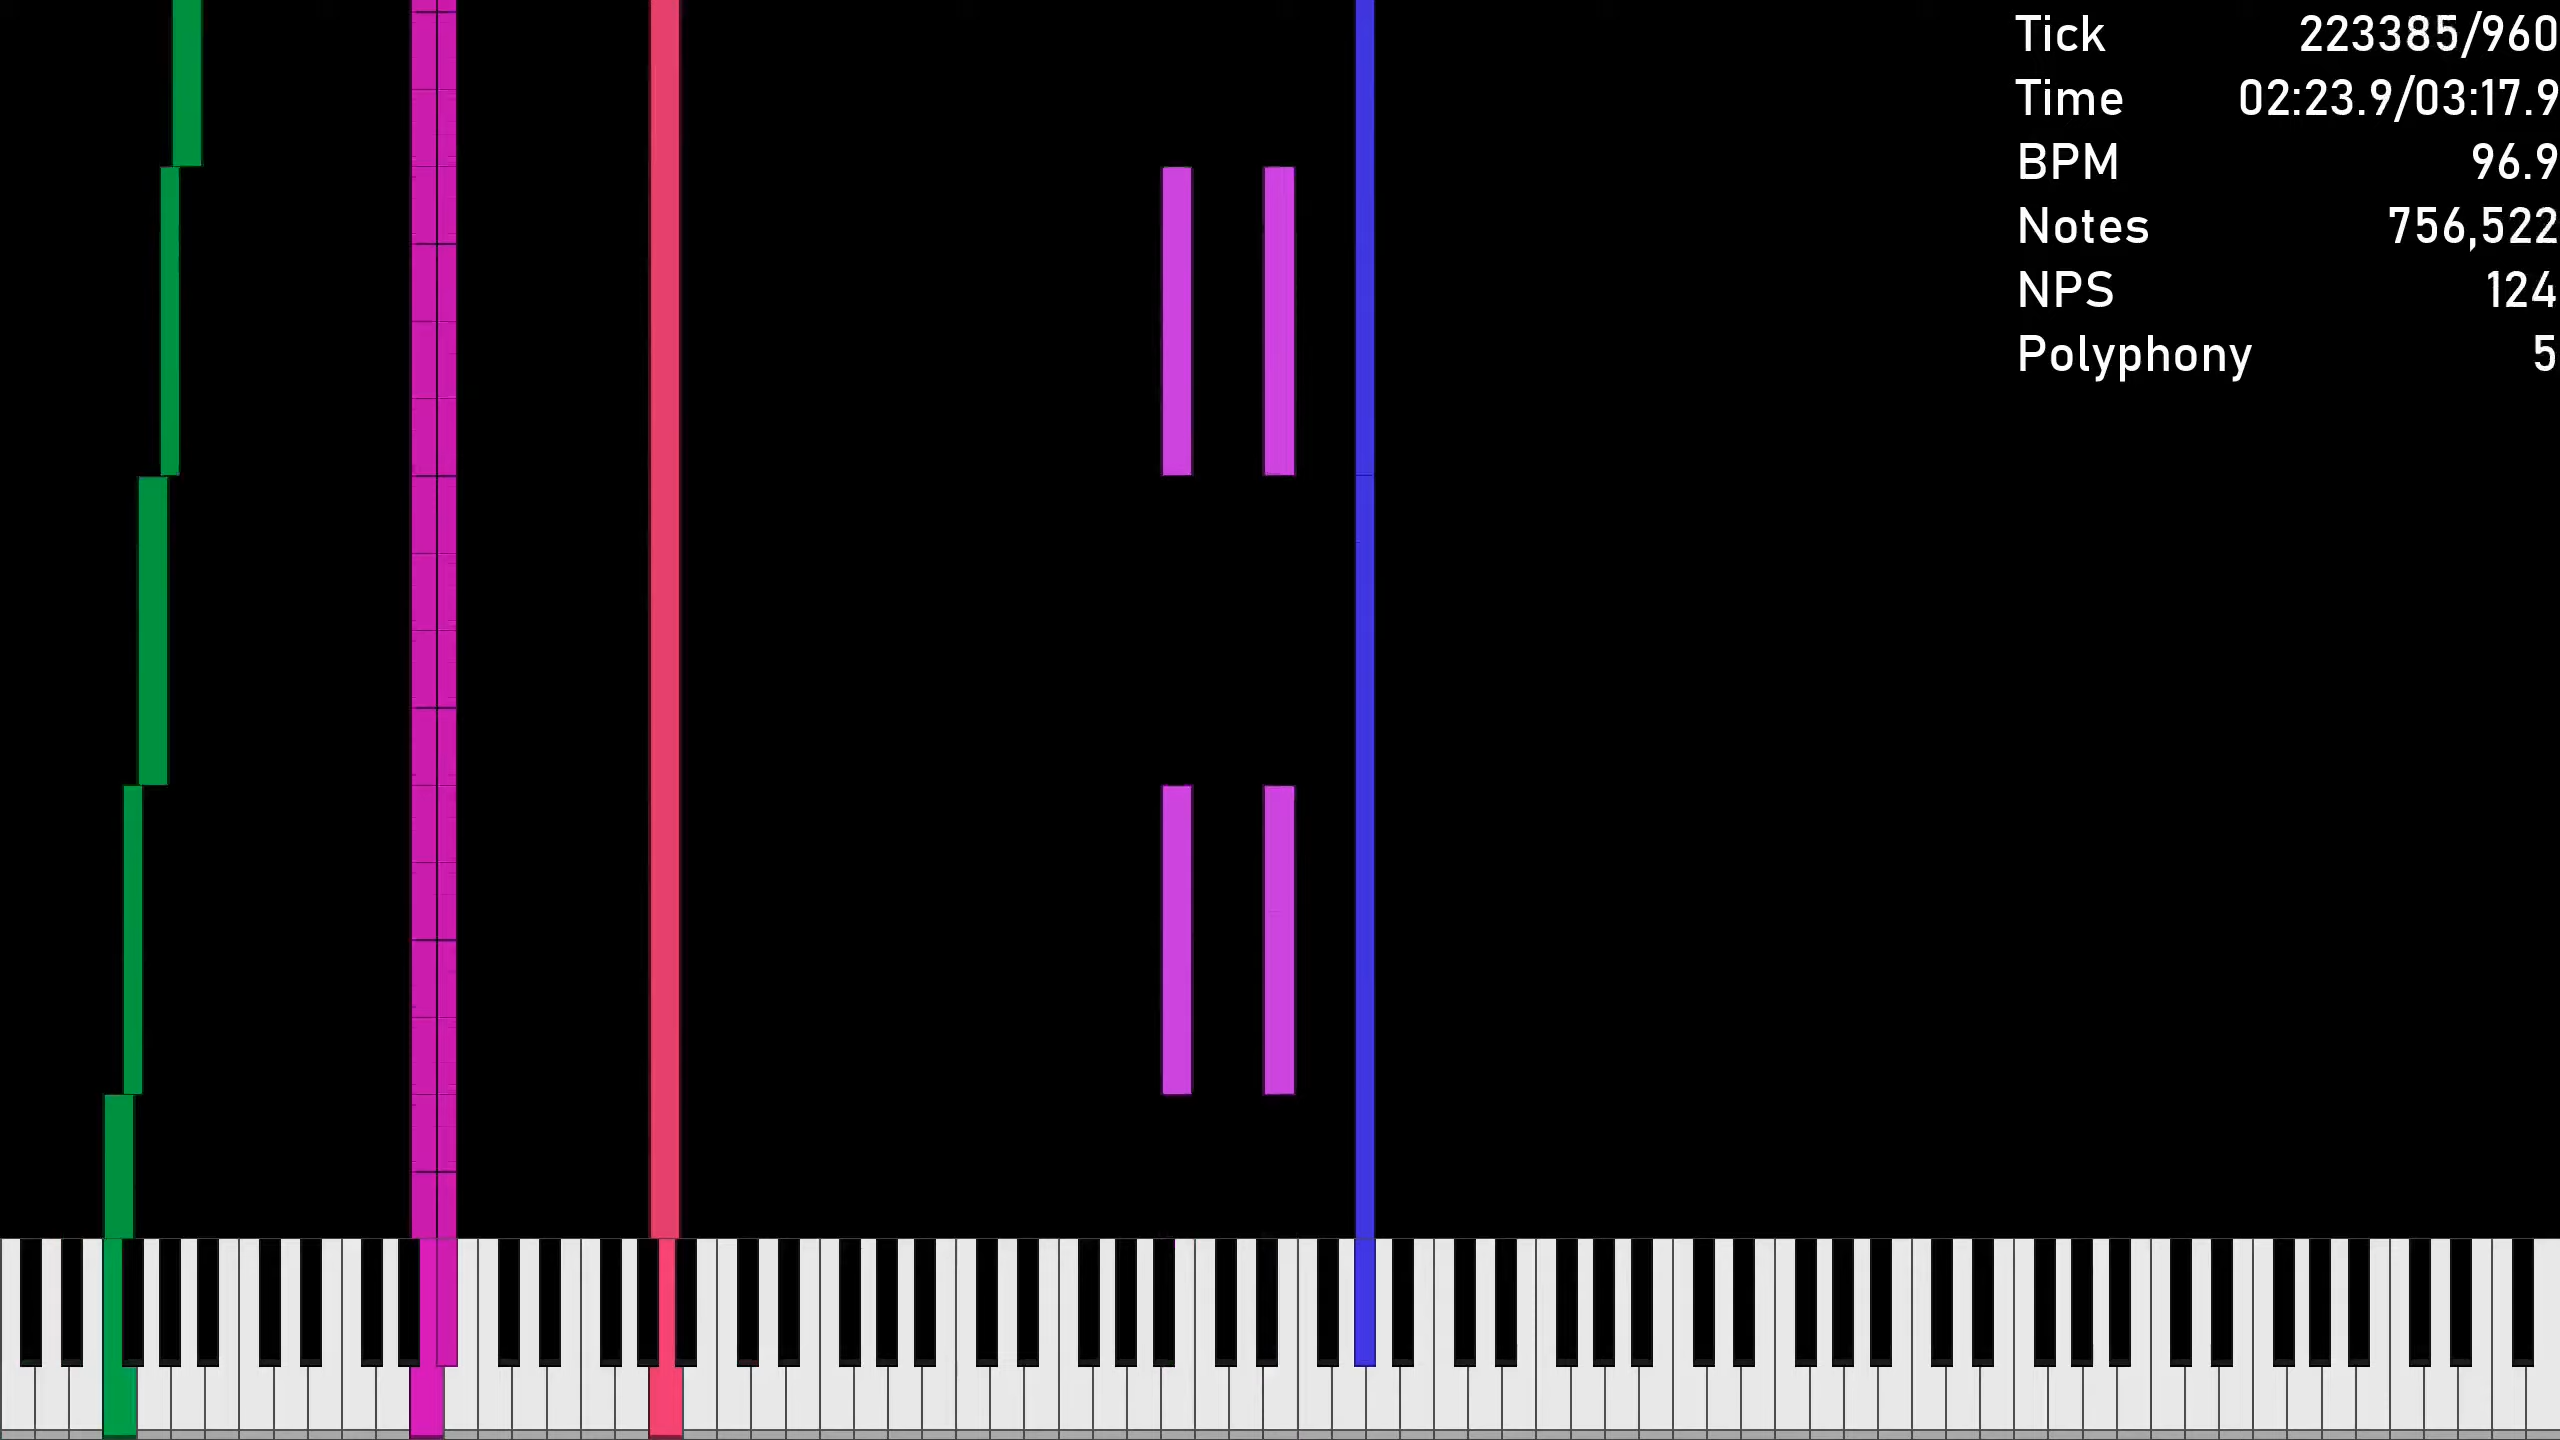 Tick 223385/960
Time 02:23.9/03:17.9
BPM 96.9
Notes 756,522
NPS 124
Polyphony 5